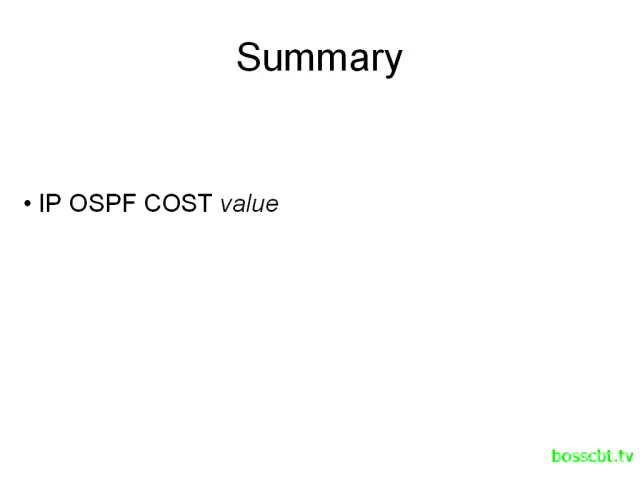 Summary
• IP OSPF COST value
bosscbt.tv